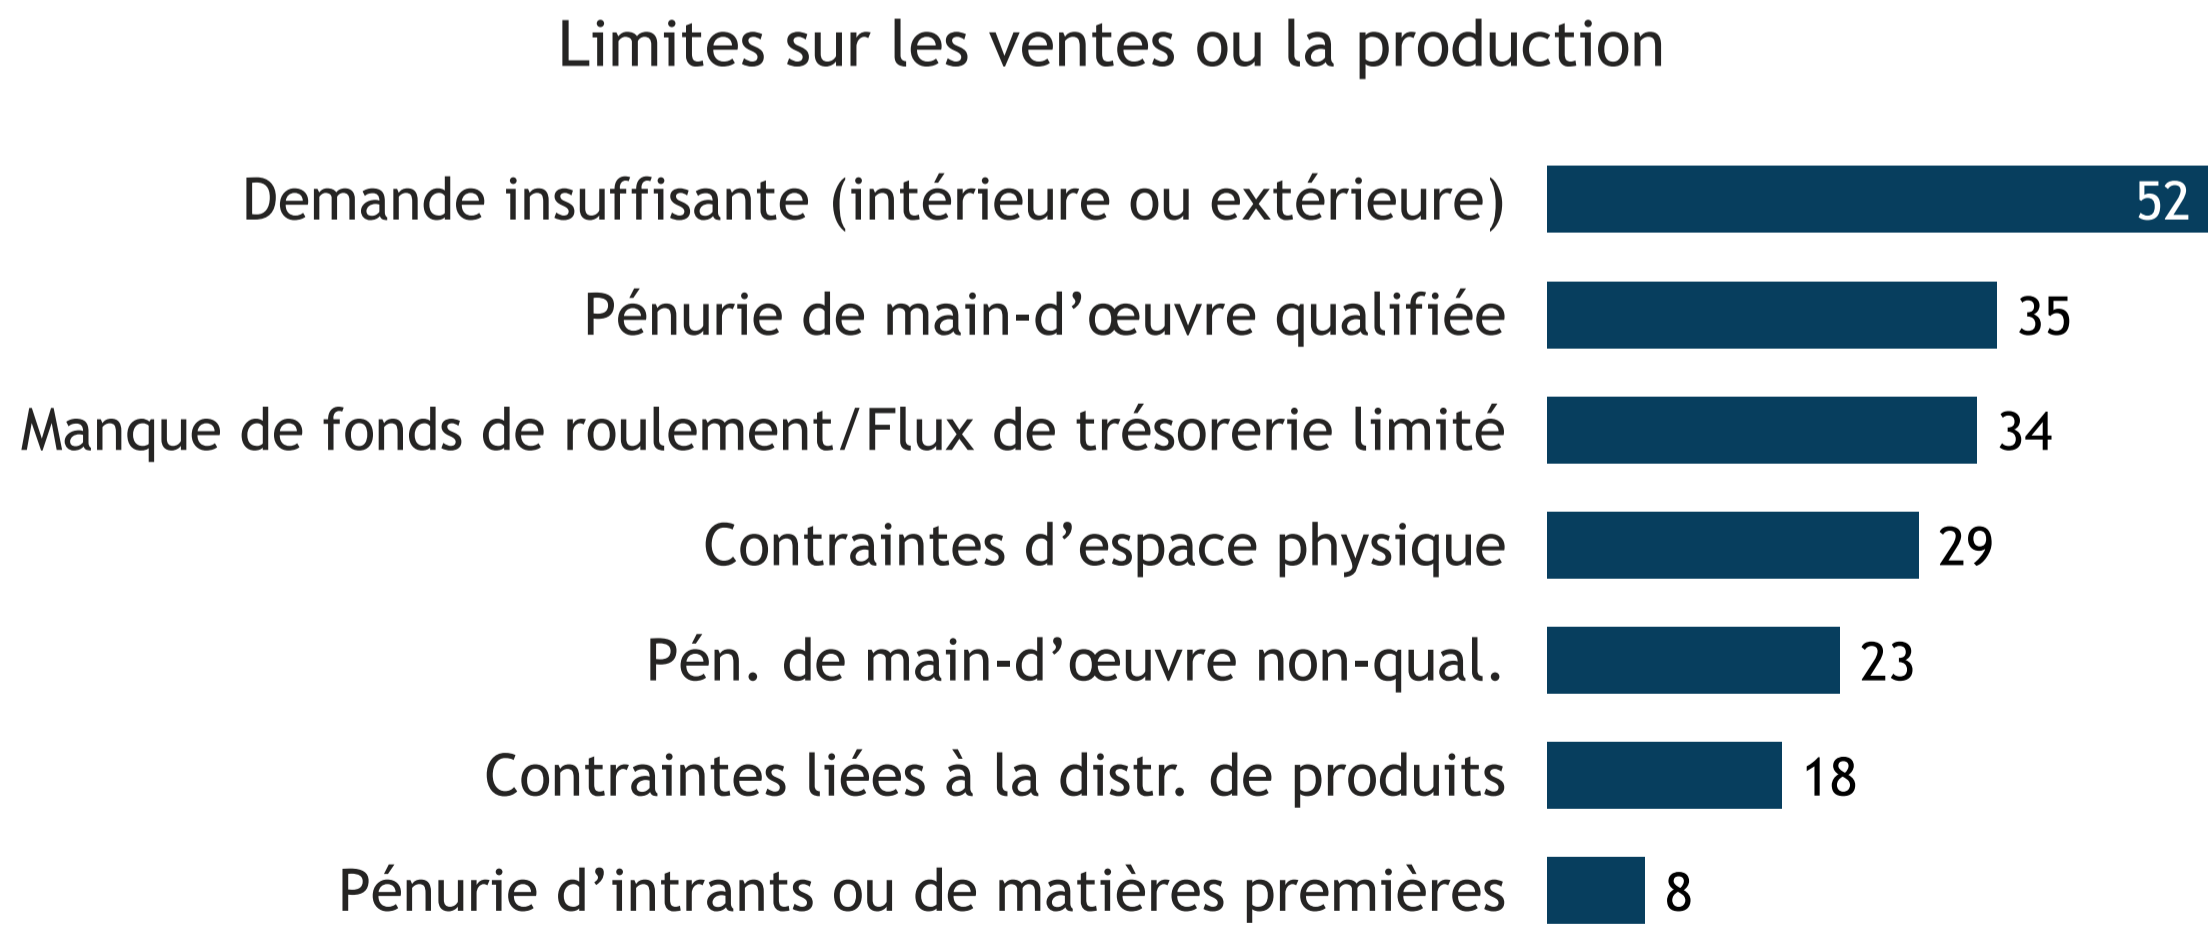 Limites sur les ventes ou la production
Demande insuffisante (intérieure ou extérieure) 52
Pénurie de main-d’œuvre qualifiée 35
Manque de fonds de roulement/Flux de trésorerie limité 34
Contraintes d’espace physique 29
Pén. de main-d’œuvre non-qual. 23
Contraintes liées à la distr. de produits 18
Pénurie d’intrants ou de matières premières 8